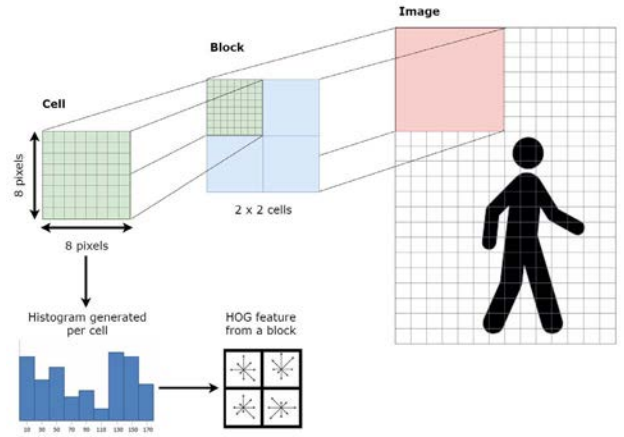 Image
Block
Cell
8 pixels
2 x 2 cells
8 pixels
Histogram generated
per cell
HOG feature
from a block
10 30 50 70 90 110 130 150 170